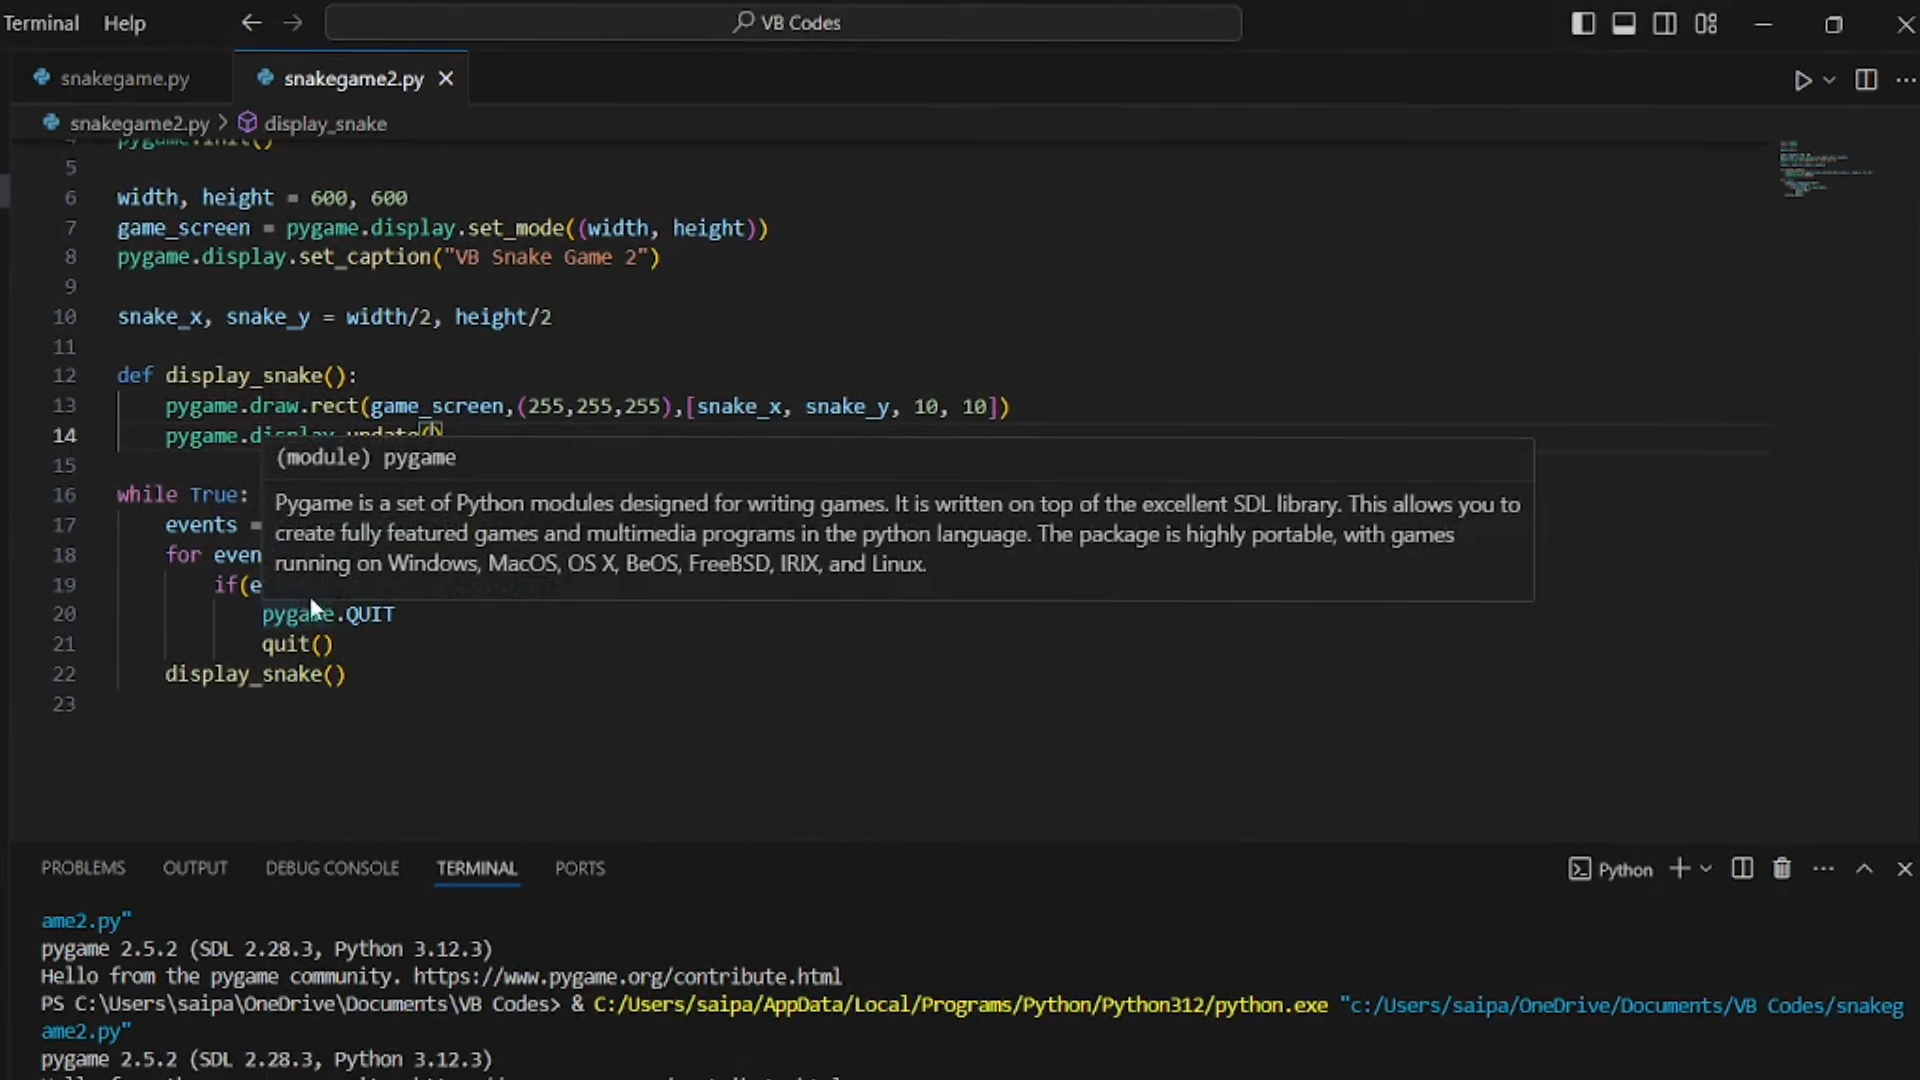 Terminal Help VB Codes
snakegame.py snakegame2.py
snakegame2.py > display_snake
4 pygame.init()
5
6 width, height = 600, 600
7 game_screen = pygame.display.set_mode((width, height))
8 pygame.display.set_caption("VB Snake Game 2")
9
10 snake_x, snake_y = width/2, height/2
11
12 def display_snake():
13 pygame.draw.rect(game_screen,(255,255,255),[snake_x, snake_y, 10, 10])
14 pygame.display.update()
(module) pygame
15
16 while True:
Pygame is a set of Python modules designed for writing games. It is written on top of the excellent SDL library. This allows you to
17 events =
create fully featured games and multimedia programs in the python language. The package is highly portable, with games
18 for even
running on Windows, MacOS, OS X, BeOS, FreeBSD, IRIX, and Linux.
19 if(e
20 pygame.QUIT
21 quit()
22 display_snake()
23
PROBLEMS OUTPUT DEBUG CONSOLE TERMINAL PORTS Python
ame2.py"
pygame 2.5.2 (SDL 2.28.3, Python 3.12.3)
Hello from the pygame community. https://www.pygame.org/contribute.html
PS C:\Users\saipa\OneDrive\Documents\VB Codes> & C:/Users/saipa/AppData/Local/Programs/Python/Python312/python.exe "c:/Users/saipa/OneDrive/Documents/VB Codes/snakeg
ame2.py"
pygame 2.5.2 (SDL 2.28.3, Python 3.12.3)